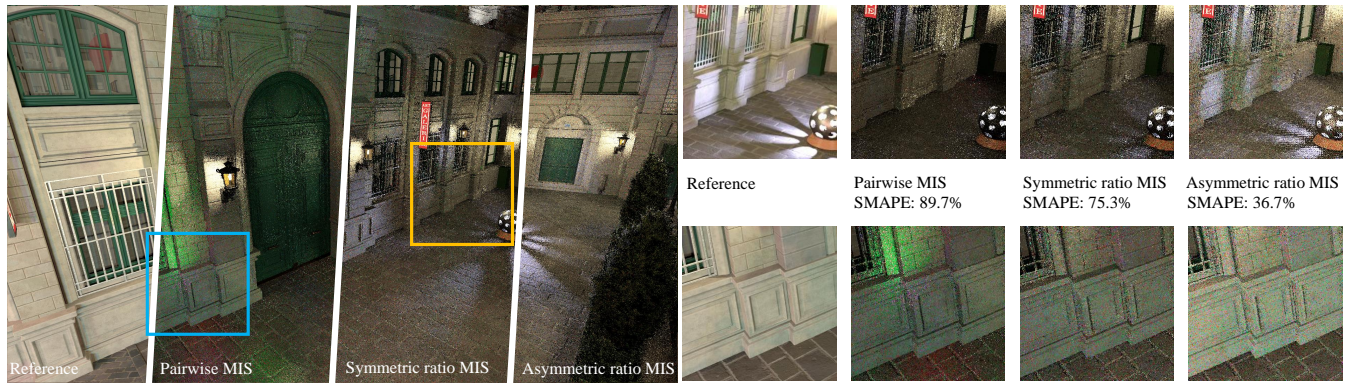 GALERI
Reference
Pairwise MIS
Symmetric ratio MIS
Asymmetric ratio MIS
Reference
Pairwise MIS
SMAPE: 89.7%
Symmetric ratio MIS
SMAPE: 75.3%
Asymmetric ratio MIS
SMAPE: 36.7%